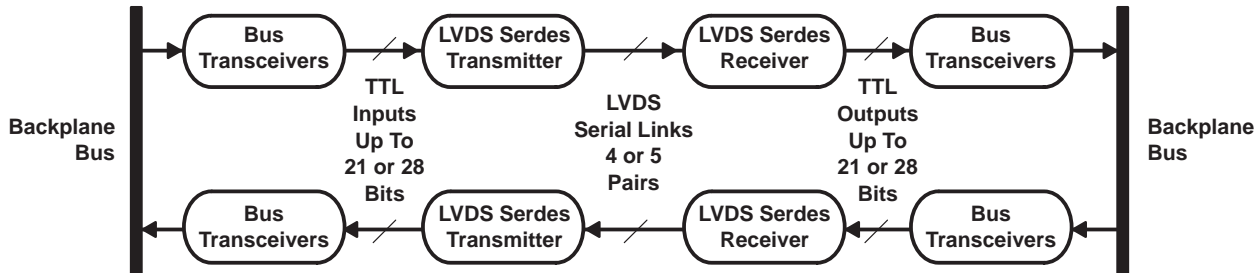 Bus
Transceivers
LVDS Serdes
Transmitter
LVDS Serdes
Receiver
Bus
Transceivers
Backplane
Bus
TTL
Inputs
Up To
21 or 28
Bits
LVDS
Serial Links
4 or 5
Pairs
TTL
Outputs
Up To
21 or 28
Bits
Backplane
Bus
Bus
Transceivers
LVDS Serdes
Transmitter
LVDS Serdes
Receiver
Bus
Transceivers